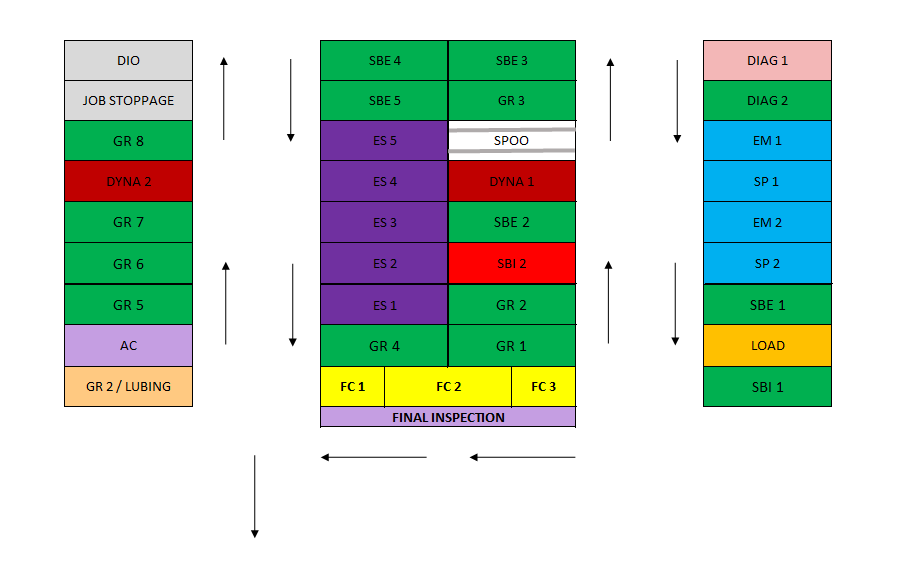 DIO
JOB STOPPAGE
GR 8
DYNA 2
GR 7
GR 6
GR 5
AC
GR 2 / LUBING
SBE 4 SBE 3
SBE 5 GR 3
ES 5 SPOO
ES 4 DYNA 1
ES 3 SBE 2
ES 2 SBI 2
ES 1 GR 2
GR 4 GR 1
FC 1 FC 2 FC 3
FINAL INSPECTION
DIAG 1
DIAG 2
EM 1
SP 1
EM 2
SP 2
SBE 1
LOAD
SBI 1